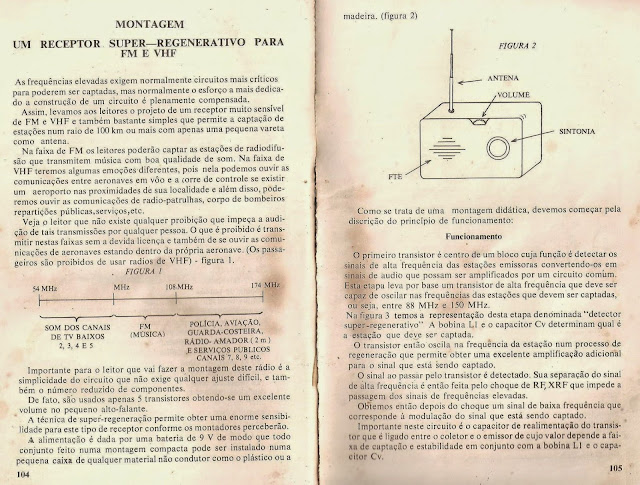 MONTAGEM
UM RECEPTOR SUPER—REGENERATIVO PARA
FM E VHF
As frequências elevadas exigem normalmente circuitos mais críticos
para poderem ser captadas, mas normalmente o esforço a mais dedica-
do a construção de um circuito é plenamente compensada.
Assim, levamos aos leitores o projeto de um receptor muito sensível
de FM e VHF e também bastante simples que permite a captação de
estações num raio de 100 km ou mais com apenas uma pequena vareta
como antena.
Na faixa de FM os leitores poderão captar as estações de radiodifu-
são que transmitem música com boa qualidade de som. Na faixa de
VHF teremos algumas emoções diferentes, pois nela podemos ouvir as
comunicações entre aeronaves em vôo e a torre de controle se existir
um aeroporto nas proximidades de sua localidade e além disso, pode-
remos ouvir as comunicações de radio-patrulhas, corpo de bombeiros
repartições públicas,serviços,etc.
Veja o leitor que não existe qualquer proibição que impeça a audi-
ção de tais transmissões por qualquer pessoa. O que é proibido é trans-
mitir nestas faixas sem a devida licença e também de se ouvir as comu-
nicações de aeronaves estando dentro da própria aeronave. (Os passa-
geiros são proibidos de usar radios de VHF) - figura 1.
FIGURA 1
54 MHz MHz 108MHz 174 MHz
SOM DOS CANAIS
DE TV BAIXOS
2, 3, 4 E 5
FM
(MÚSICA)
POLÍCIA, AVIAÇÃO,
GUARDA-COSTEIRA,
RÁDIO- AMADOR ( 2 m )
E SERVIÇOS PUBLICOS
CANAIS 7, 8, 9 etc.
Importante para o leitor que vai fazer a montagem deste rádio é a
simplicidade do circuito que não exige qualquer ajuste difícil, e tam-
bém o número reduzido de componentes.
De fato, são usados apenas 5 transistores obtendo-se um excelente
volume no pequeno alto-falante.
A técnica de super-regeneração permite obter uma enorme sensibi-
lidade para este tipo de receptor conforme os montadores perceberão.
A alimentação é dada por uma bateria de 9 V de modo que todo
conjunto feito numa montagem compacta pode ser instalado numa
pequena caixa de qualquer material não condutor como o plástico ou a
104
madeira. (figura 2)
FIGURA 2
ANTENA
VOLUME
SINTONIA
FTE
Como se trata de uma montagem didática, devemos começar pela
discrição do princípio de funcionamento:
Funcionamento
O primeiro transistor é centro de um bloco cuja função é detectar os
sinais de alta frequência das estações emissoras convertendo-os em
sinais de audio que possam ser amplificados por um circuito comum.
Esta etapa leva por base um transistor de alta frequência que deve ser
capaz de oscilar nas frequências das estações que devem ser captadas,
ou seja, entre 88 MHz e 150 MHz.
Na figura 3 temos a representação desta etapa denominada "detector
super-regenerativo" A bobina L1 e o capacitor Cv determinam qual é
a estação que deve ser captada.
O transistor então oscila na frequência da estação num processo de
regeneração que permite obter uma excelente amplificação adicional
para o sinal que está sendo captado.
O sinal ao passar pelo transistor é detectado. Sua separação do sinal
de alta frequência é então feita pelo choque de RF, XRF que impede a
passagem dos sinais de frequências elevadas.
Obtemos então depois do choque um sinal de baixa frequência que
corresponde à modulação do sinal que está sendo captado.
Importante neste circuito é o capacitor de realimentação do transis-
tor que é ligado entre o coletor e o emissor de cujo valor depende a fai-
xa de captação e estabilidade em conjunto com a bobina L1 e o capa-
citor Cv.
105